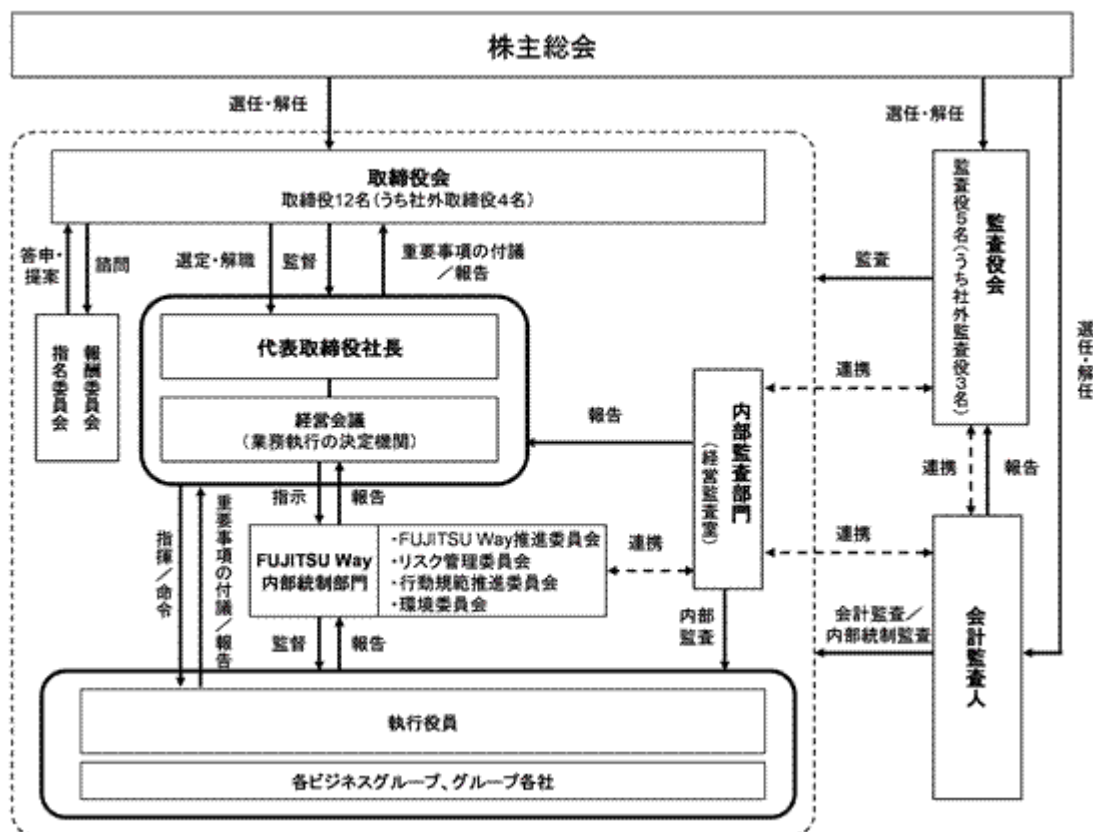 株主総会
選任・解任
選任・解任
取締役会
取締役12名(うち社外取締役4名)
監査役会
監査役5名(うち社外監査役3名)
答申・
提案
諮問
選定・解職
監督
重要事項の付議
/報告
監査
選任・解任
代表取締役社長
報酬委員会
指名委員会
経営会議
(業務執行の決定機関)
報告
内部監査部門
(経営監査室)
連携
連携
報告
指示
報告
指揮/命令
重要事項の付議/報告
FUJITSU Way
内部統制部門
・FUJITSU Way推進委員会
・リスク管理委員会
・行動規範推進委員会
・環境委員会
連携
連携
会計監査人
監督
報告
内部
監査
会計監査/
内部統制監査
執行役員
各ビジネスグループ、グループ各社